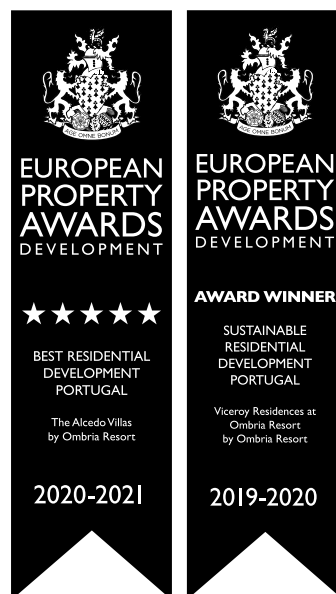 AGE OMNE BONUM
EUROPEAN
PROPERTY
AWARDS
DEVELOPMENT
★★★★★
BEST RESIDENTIAL
DEVELOPMENT
PORTUGAL
The Alcedo Villas
by Ombria Resort
2020-2021
AGE OMNE BONUM
EUROPEAN
PROPERTY
AWARDS
DEVELOPMENT
AWARD WINNER
SUSTAINABLE
RESIDENTIAL
DEVELOPMENT
PORTUGAL
Viceroy Residences at
Ombria Resort
by Ombria Resort
2019-2020